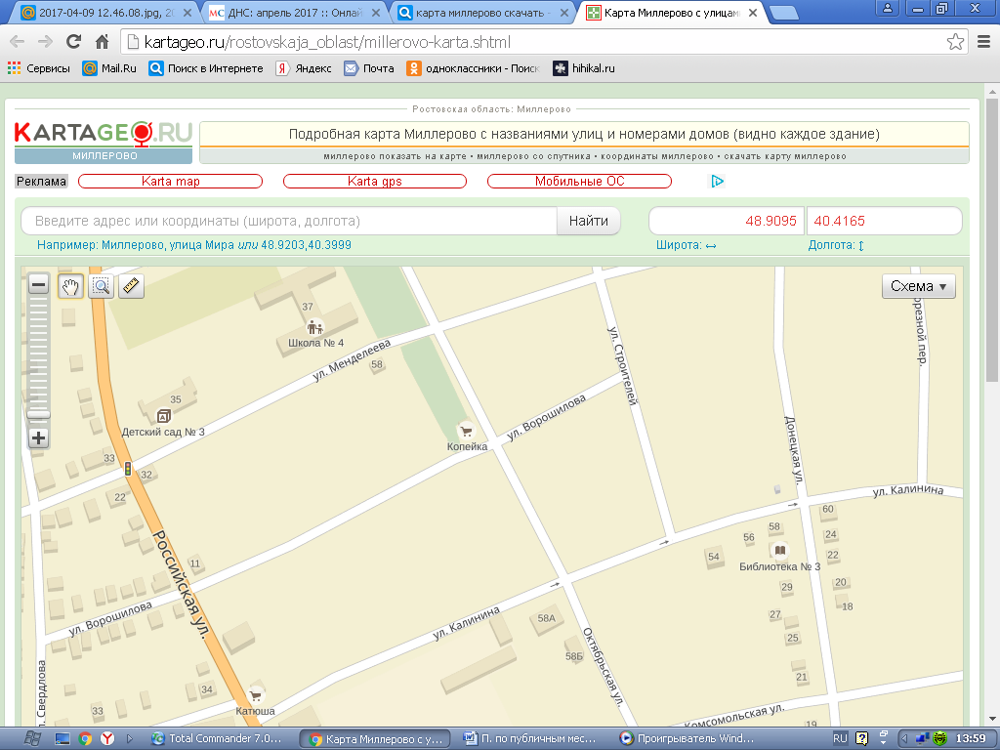 2017-04-09 12.46.08.jpg, 20
ДНС: апрель 2017 :: Онлай
карта миллерово скачать -
Карта Миллерово с улицам
kartageo.ru/rostovskaja_oblast/millerovo-karta.shtml
Сервисы
Mail.Ru
Поиск в Интернете
Яндекс
Почта
одноклассники - Поиск
hihikal.ru
Ростовская область: Миллерово
KARTAGEO.RU
МИЛЛЕРОВО
Подробная карта Миллерово с названиями улиц и номерами домов (видно каждое здание)
миллерово показать на карте • миллерово со спутника • координаты миллерово • скачать карту миллерово
Реклама
Karta map
Karta gps
Мобильные ОС
Введите адрес или координаты (широта, долгота)
Найти
48.9095
40.4165
Например: Миллерово, улица Мира или 48.9203,40.3999
Широта: ↔
Долгота: ↕
Схема ▼
37
Школа № 4
ул. Менделеева
58
ул. Строителей
орезной пер.
35
Детский сад № 3
ул. Ворошилова
Копейка
Донецкая ул.
33
32
22
ул. Калинина
60
58
56
24
54
Библиотека № 3
22
Российская ул.
11
29
20
18
ул. Ворошилова
ул. Калинина
58А
27
25
58Б
Октябрьская ул.
21
Свердлова
34
Катюша
33
Комсомольская ул.
19
Total Commander 7.0...
Карта Миллерово с у...
П. по публичным мес...
Проигрыватель Wind...
RU
13:59